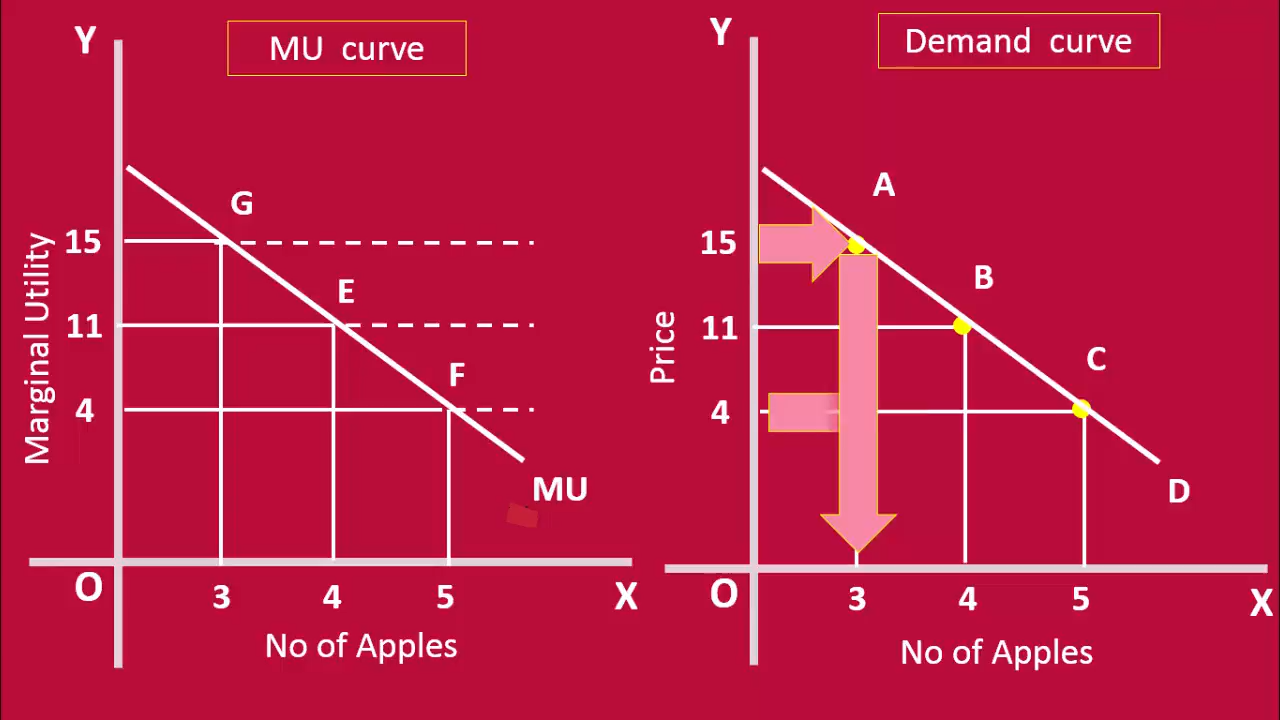 MU curve
Y
G
15
E
11
F
4
Marginal Utility
MU
O
3 4 5 X
No of Apples
Demand curve
Y
A
15
B
11
C
4
Price
D
O
3 4 5 X
No of Apples